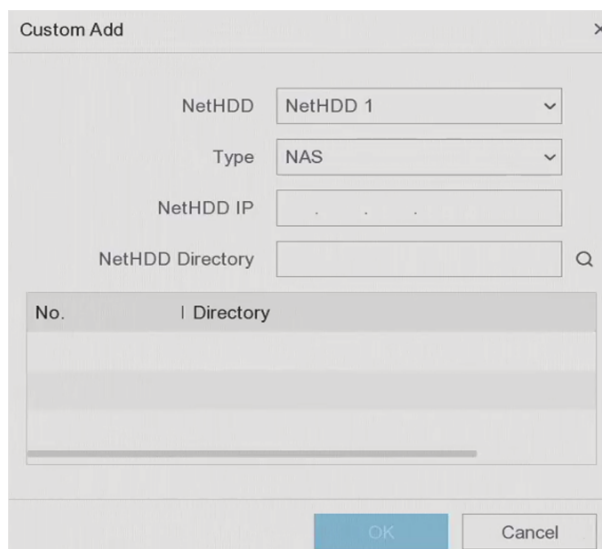 Custom Add
NetHDD NetHDD 1
Type NAS
NetHDD IP . . .
NetHDD Directory
No. Directory
OK Cancel